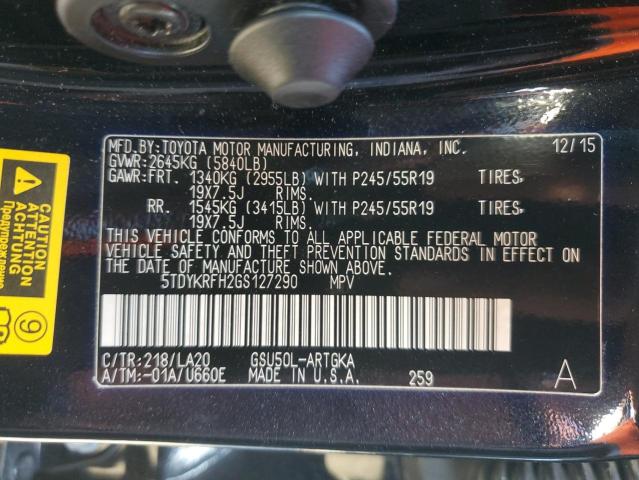 MFD.BY:TOYOTA MOTOR MANUFACTURING, INDIANA, INC. 12/15
GVWR:2645KG (5840LB)
GAWR:FRT. 1340KG (2955LB) WITH P245/55R19 TIRES,
19X7.5J RIMS.
RR. 1545KG (3415LB) WITH P245/55R19 TIRES,
19X7.5J RIMS.
THIS VEHICLE CONFORMS TO ALL APPLICABLE FEDERAL MOTOR
VEHICLE SAFETY AND THEFT PREVENTION STANDARDS IN EFFECT ON
THE DATE OF MANUFACTURE SHOWN ABOVE.
5TDYKRFH2GS127290 MPV
C/TR:218/LA20 GSU50L-ARTGKA
A/TM:-01A/U660E MADE IN U.S.A. 259 A
CAUTION
ATTENTION
ACHTUNG
Предупреждение
9